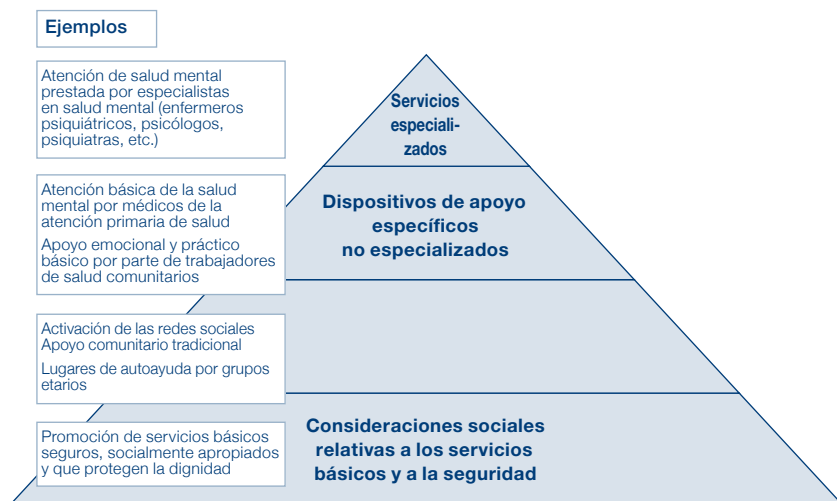 Ejemplos
Atención de salud mental
prestada por especialistas
en salud mental (enfermeros
psiquiátricos, psicólogos,
psiquiatras, etc.)
Servicios
especiali-
zados
Atención básica de la salud
mental por médicos de la
atención primaria de salud
Apoyo emocional y práctico
básico por parte de trabajadores
de salud comunitarios
Dispositivos de apoyo
específicos
no especializados
Activación de las redes sociales
Apoyo comunitario tradicional
Lugares de autoayuda por grupos
etarios
Promoción de servicios básicos
seguros, socialmente apropiados
y que protegen la dignidad
Consideraciones sociales
relativas a los servicios
básicos y a la seguridad